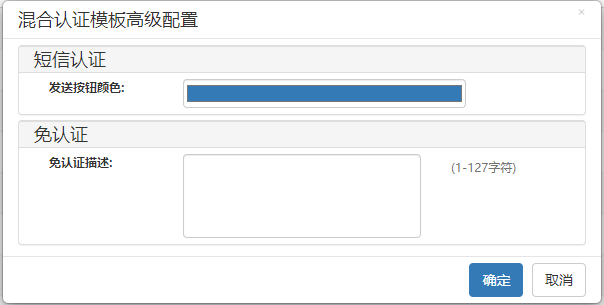 混合认证模板高级配置
×
短信认证
发送按钮颜色:
免认证
免认证描述:
(1-127字符)
确定 取消